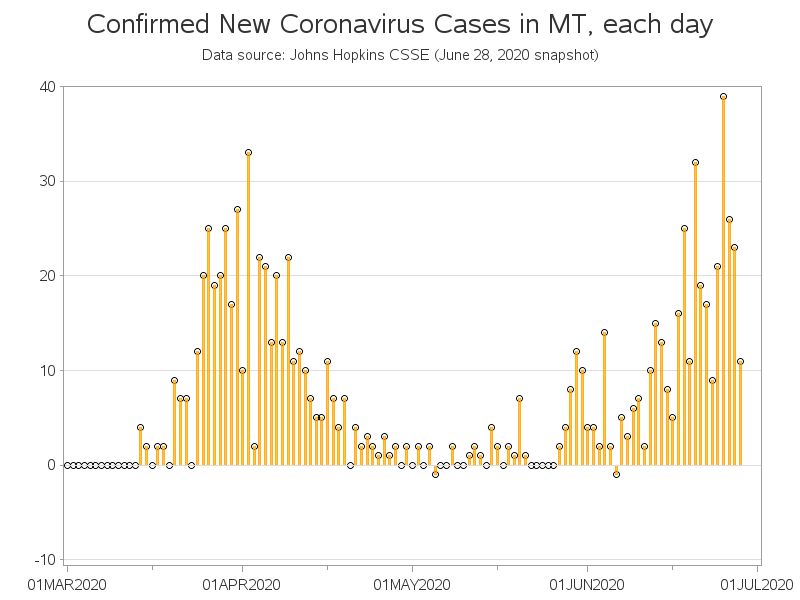 Confirmed New Coronavirus Cases in MT, each day
Data source: Johns Hopkins CSSE (June 28, 2020 snapshot)
40
30
20
10
0
-10
01MAR2020 01APR2020 01MAY2020 01JUN2020 01JUL2020